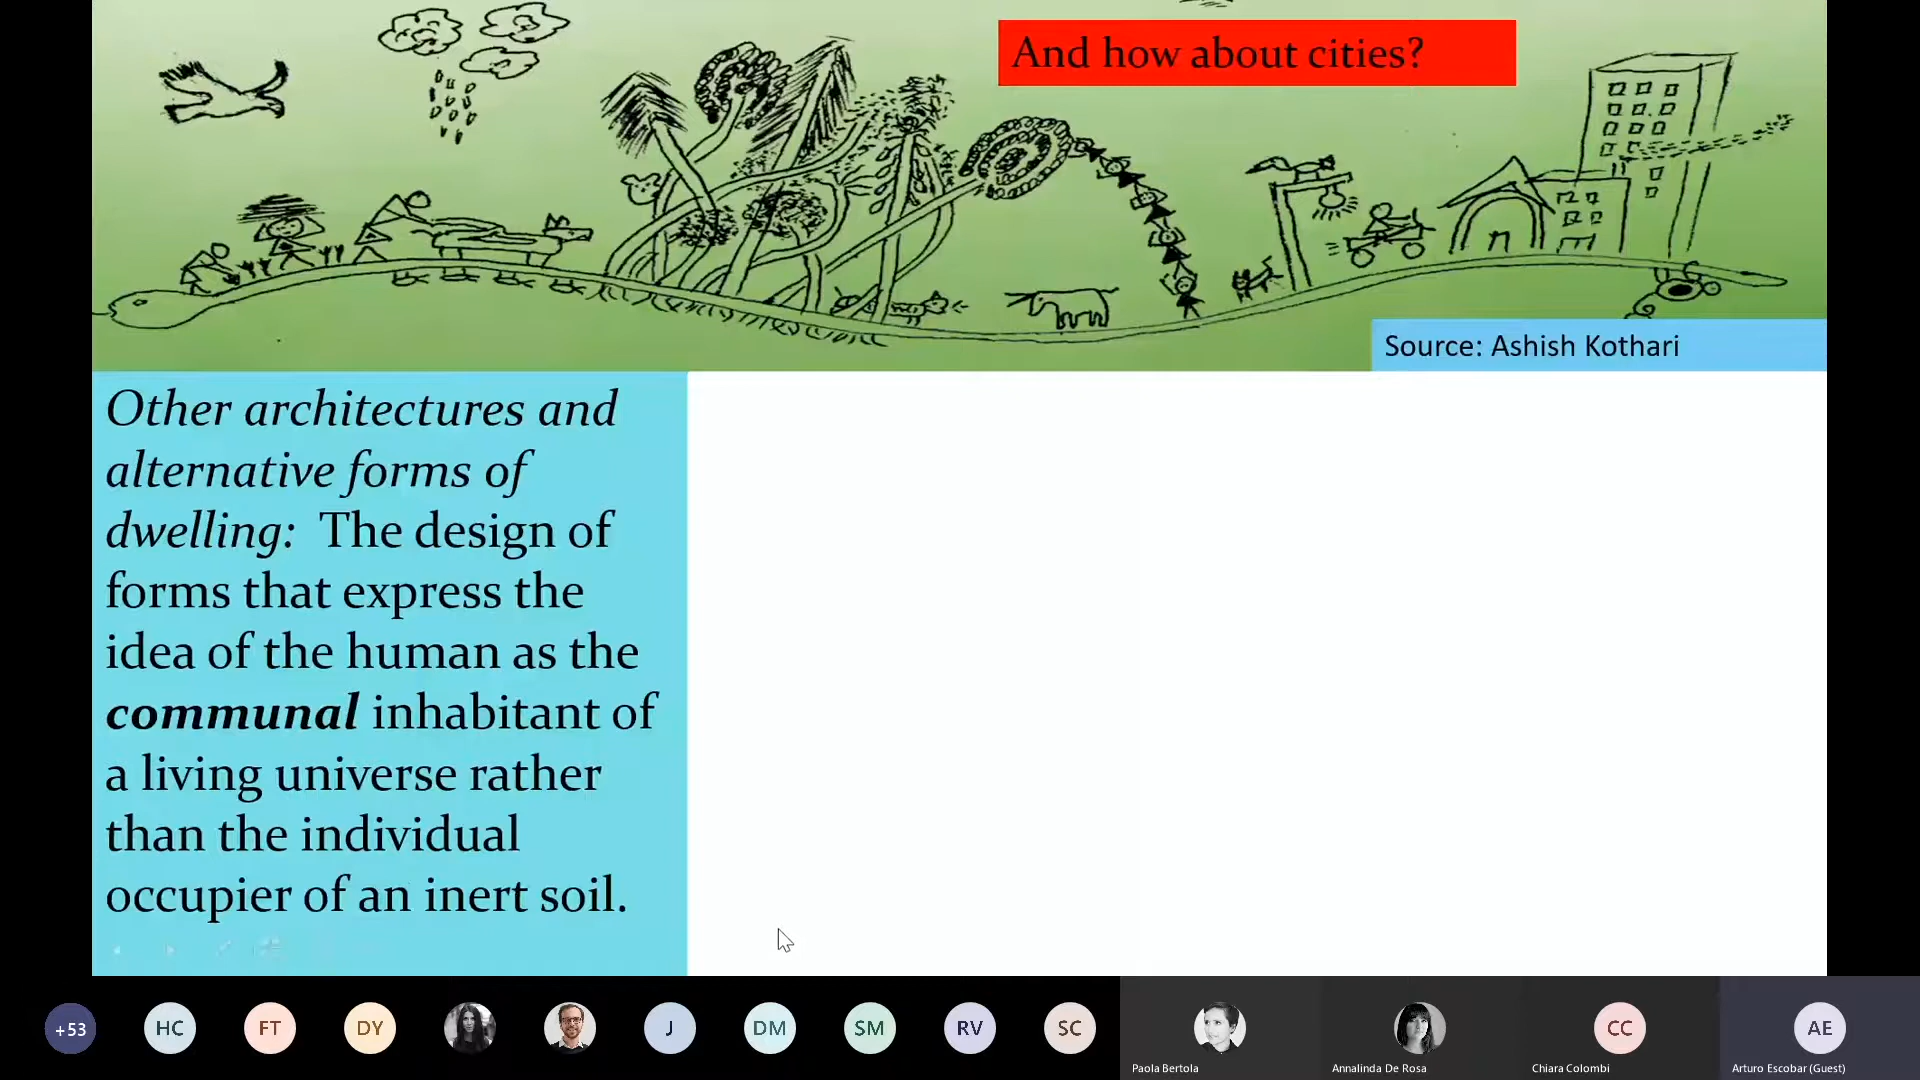 And how about cities?
Source: Ashish Kothari
Other architectures and
alternative forms of
dwelling: The design of
forms that express the
idea of the human as the
communal inhabitant of
a living universe rather
than the individual
occupier of an inert soil.
+53
HC
FT
DY
J
DM
SM
RV
SC
CC
AE
Paola Bertola
Annalinda De Rosa
Chiara Colombi
Arturo Escobar (Guest)